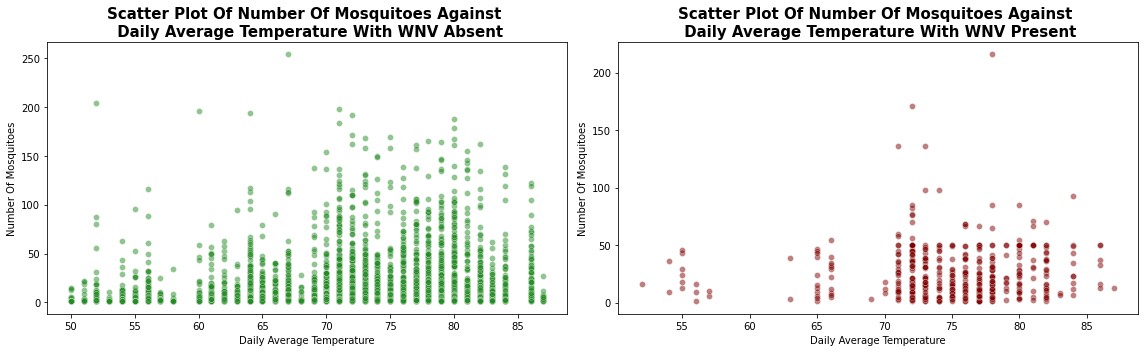 Scatter Plot Of Number Of Mosquitoes Against
Daily Average Temperature With WNV Absent
Number Of Mosquitoes
250
200
150
100
50
0
50 55 60 65 70 75 80 85
Daily Average Temperature
Scatter Plot Of Number Of Mosquitoes Against
Daily Average Temperature With WNV Present
Number Of Mosquitoes
200
150
100
50
0
55 60 65 70 75 80 85
Daily Average Temperature